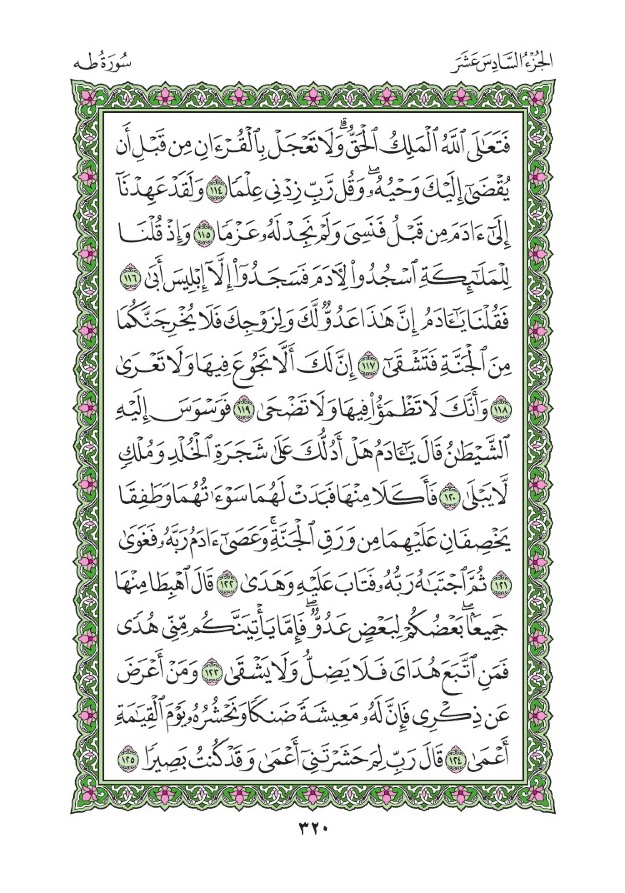 الجُزْءُ السَّادِسَ عَشَرَ
سُورَةُ طه
فَتَعَٰلَى ٱللَّهُ ٱلْمَلِكُ ٱلْحَقُّۗ وَلَا تَعْجَلْ بِٱلْقُرْءَانِ مِن قَبْلِ أَن
يُقْضَىٰٓ إِلَيْكَ وَحْيُهُۥۖ وَقُل رَّبِّ زِدْنِي عِلْمًا ١١٤ وَلَقَدْ عَهِدْنَآ
إِلَىٰٓ ءَادَمَ مِن قَبْلُ فَنَسِيَ وَلَمْ نَجِدْ لَهُۥ عَزْمًا ١١٥ وَإِذْ قُلْنَا
لِلْمَلَٰٓئِكَةِ ٱسْجُدُوا۟ لِأٓدَمَ فَسَجَدُوٓا۟ إِلَّآ إِبْلِيسَ أَبَىٰ ١١٦
فَقُلْنَا يَٰٓـَٔادَمُ إِنَّ هَٰذَا عَدُوٌّ لَّكَ وَلِزَوْجِكَ فَلَا يُخْرِجَنَّكُمَا
مِنَ ٱلْجَنَّةِ فَتَشْقَىٰٓ ١١٧ إِنَّ لَكَ أَلَّا تَجُوعَ فِيهَا وَلَا تَعْرَىٰ
١١٨ وَأَنَّكَ لَا تَظْمَؤُا۟ فِيهَا وَلَا تَضْحَىٰ ١١٩ فَوَسْوَسَ إِلَيْهِ
ٱلشَّيْطَٰنُ قَالَ يَٰٓـَٔادَمُ هَلْ أَدُلُّكَ عَلَىٰ شَجَرَةِ ٱلْخُلْدِ وَمُلْكٍ
لَّا يَبْلَىٰ ١٢٠ فَأَكَلَا مِنْهَا فَبَدَتْ لَهُمَا سَوْءَٰتُهُمَا وَطَفِقَا
يَخْصِفَانِ عَلَيْهِمَا مِن وَرَقِ ٱلْجَنَّةِۚ وَعَصَىٰٓ ءَادَمُ رَبَّهُۥ فَغَوَىٰ
١٢١ ثُمَّ ٱجْتَبَٰهُ رَبُّهُۥ فَتَابَ عَلَيْهِ وَهَدَىٰ ١٢٢ قَالَ ٱهْبِطَا مِنْهَا
جَمِيعًۢاۖ بَعْضُكُمْ لِبَعْضٍ عَدُوٌّۖ فَإِمَّا يَأْتِيَنَّكُم مِّنِّي هُدًى
فَمَنِ ٱتَّبَعَ هُدَايَ فَلَا يَضِلُّ وَلَا يَشْقَىٰ ١٢٣ وَمَنْ أَعْرَضَ
عَن ذِكْرِي فَإِنَّ لَهُۥ مَعِيشَةً ضَنكًا وَنَحْشُرُهُۥ يَوْمَ ٱلْقِيَٰمَةِ
أَعْمَىٰ ١٢٤ قَالَ رَبِّ لِمَ حَشَرْتَنِيٓ أَعْمَىٰ وَقَدْ كُنتُ بَصِيرًا ١٢٥
٣٢٠